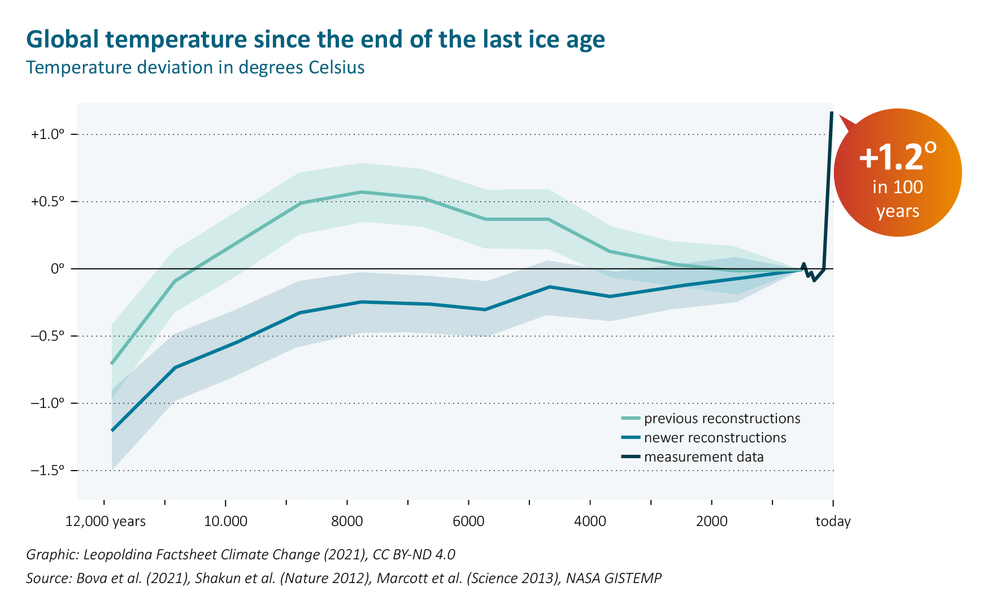 Global temperature since the end of the last ice age
Temperature deviation in degrees Celsius
+1.0°
+0.5°
0°
–0.5°
–1.0°
–1.5°
+1.2°
in 100
years
previous reconstructions
newer reconstructions
measurement data
12,000 years 10.000 8000 6000 4000 2000 today
Graphic: Leopoldina Factsheet Climate Change (2021), CC BY-ND 4.0
Source: Bova et al. (2021), Shakun et al. (Nature 2012), Marcott et al. (Science 2013), NASA GISTEMP